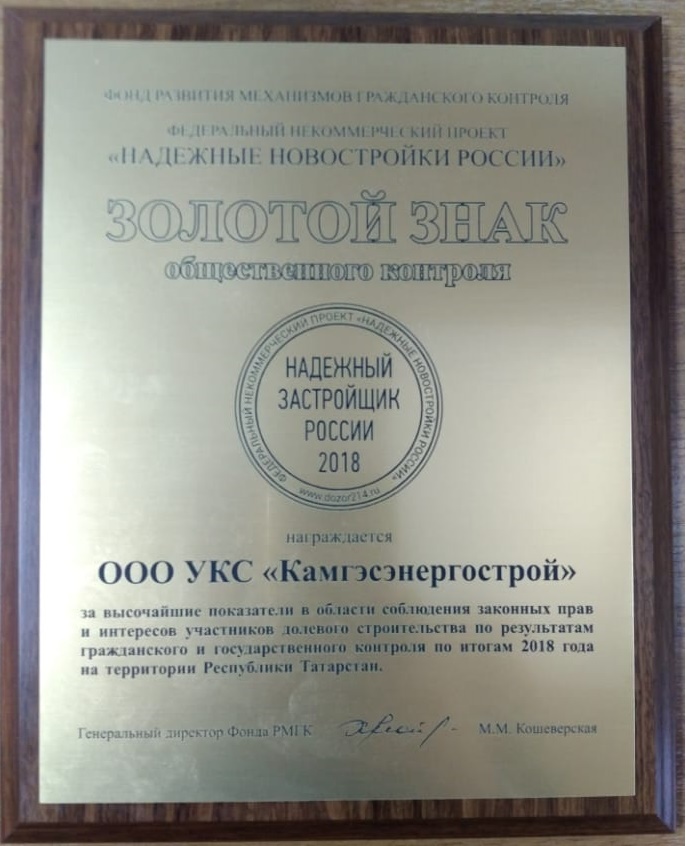 ФОНД РАЗВИТИЯ МЕХАНИЗМОВ ГРАЖДАНСКОГО КОНТРОЛЯ
ФЕДЕРАЛЬНЫЙ НЕКОММЕРЧЕСКИЙ ПРОЕКТ
«НАДЕЖНЫЕ НОВОСТРОЙКИ РОССИИ»
ЗОЛОТОЙ ЗНАК
общественного контроля
ФЕДЕРАЛЬНЫЙ НЕКОММЕРЧЕСКИЙ ПРОЕКТ «НАДЕЖНЫЕ НОВОСТРОЙКИ РОССИИ»
НАДЕЖНЫЙ
ЗАСТРОЙЩИК
РОССИИ
2018
www.dozor214.ru
награждается
ООО УКС «Камгэсэнергострой»
за высочайшие показатели в области соблюдения законных прав
и интересов участников долевого строительства по результатам
гражданского и государственного контроля по итогам 2018 года
на территории Республики Татарстан.
Генеральный директор Фонда РМГК М.М. Кошеверская